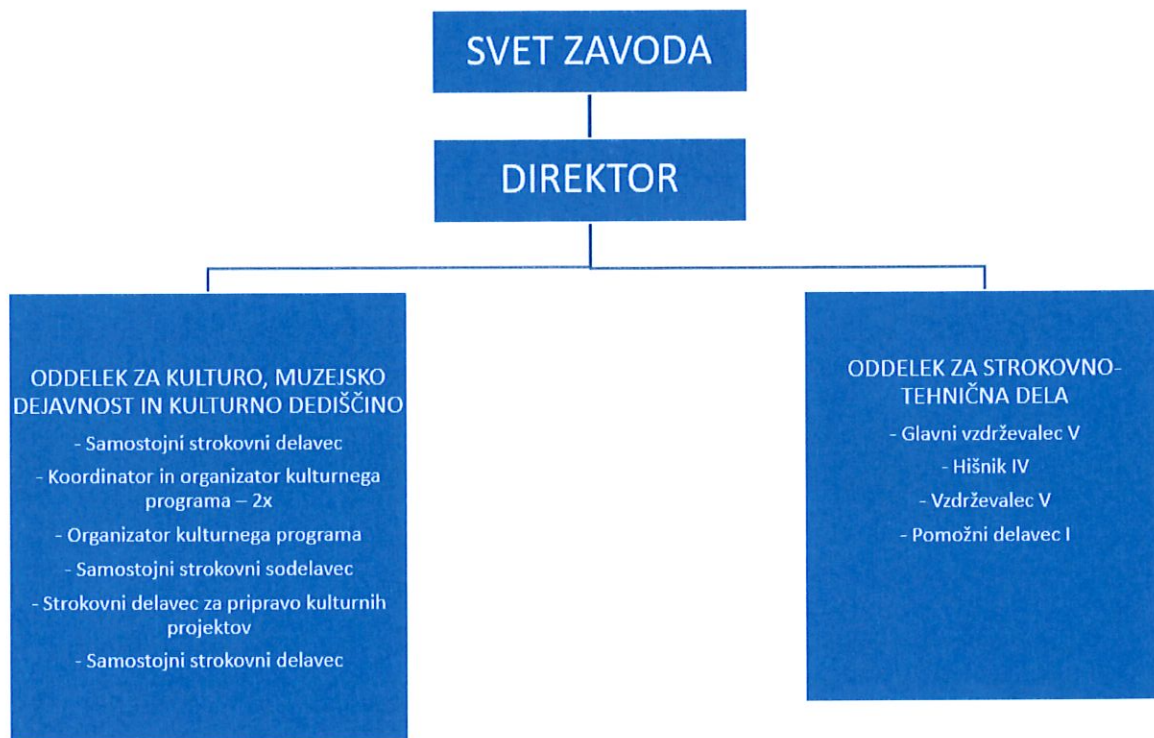 SVET ZAVODA
DIREKTOR
ODDELEK ZA KULTURO, MUZEJSKO
DEJAVNOST IN KULTURNO DEDIŠČINO
- Samostojni strokovni delavec
- Koordinator in organizator kulturnega
programa – 2x
- Organizator kulturnega programa
- Samostojni strokovni sodelavec
- Strokovni delavec za pripravo kulturnih
projektov
- Samostojni strokovni delavec
ODDELEK ZA STROKOVNO-
TEHNIČNA DELA
- Glavni vzdrževalec V
- Hišnik IV
- Vzdrževalec V
- Pomožni delavec I